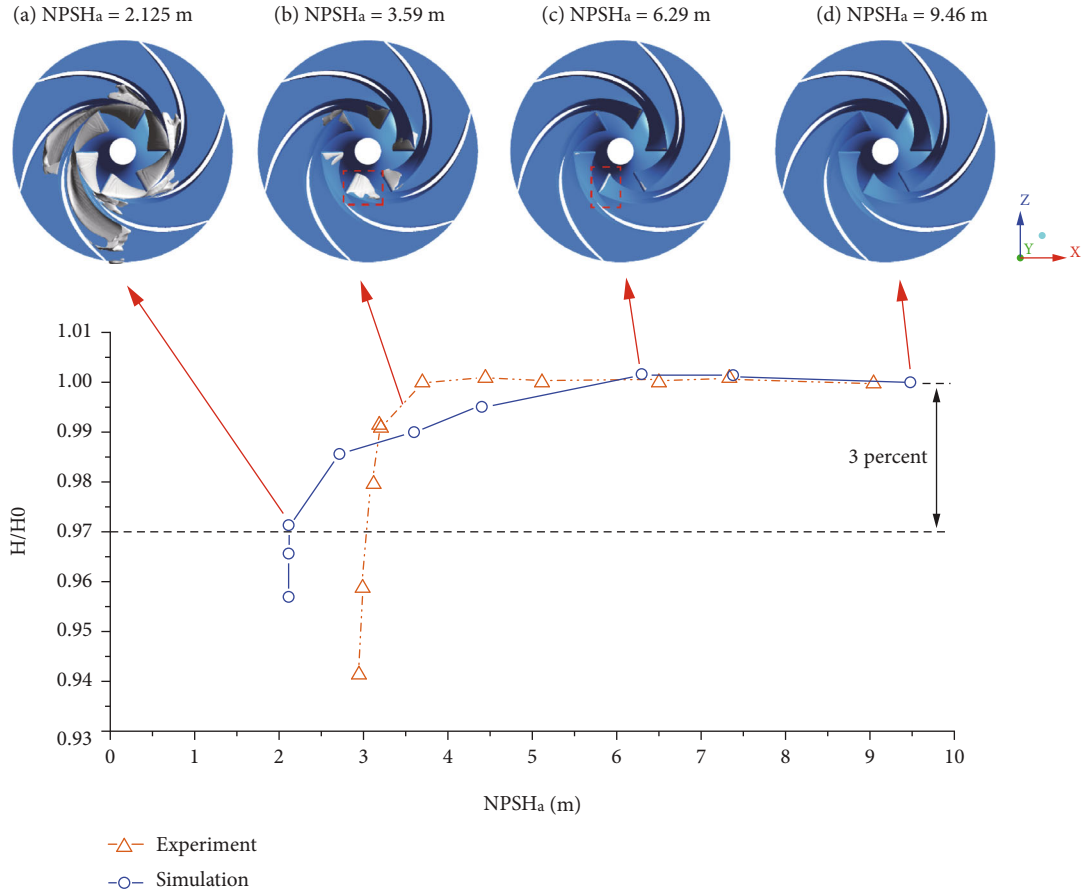 (a) NPSHa = 2.125 m
(b) NPSHa = 3.59 m
(c) NPSHa = 6.29 m
(d) NPSHa = 9.46 m
Z
Y
X
1.01
1.00
0.99
0.98
0.97
0.96
0.95
0.94
0.93
H/H0
3 percent
0 1 2 3 4 5 6 7 8 9 10
NPSHa (m)
Experiment
Simulation